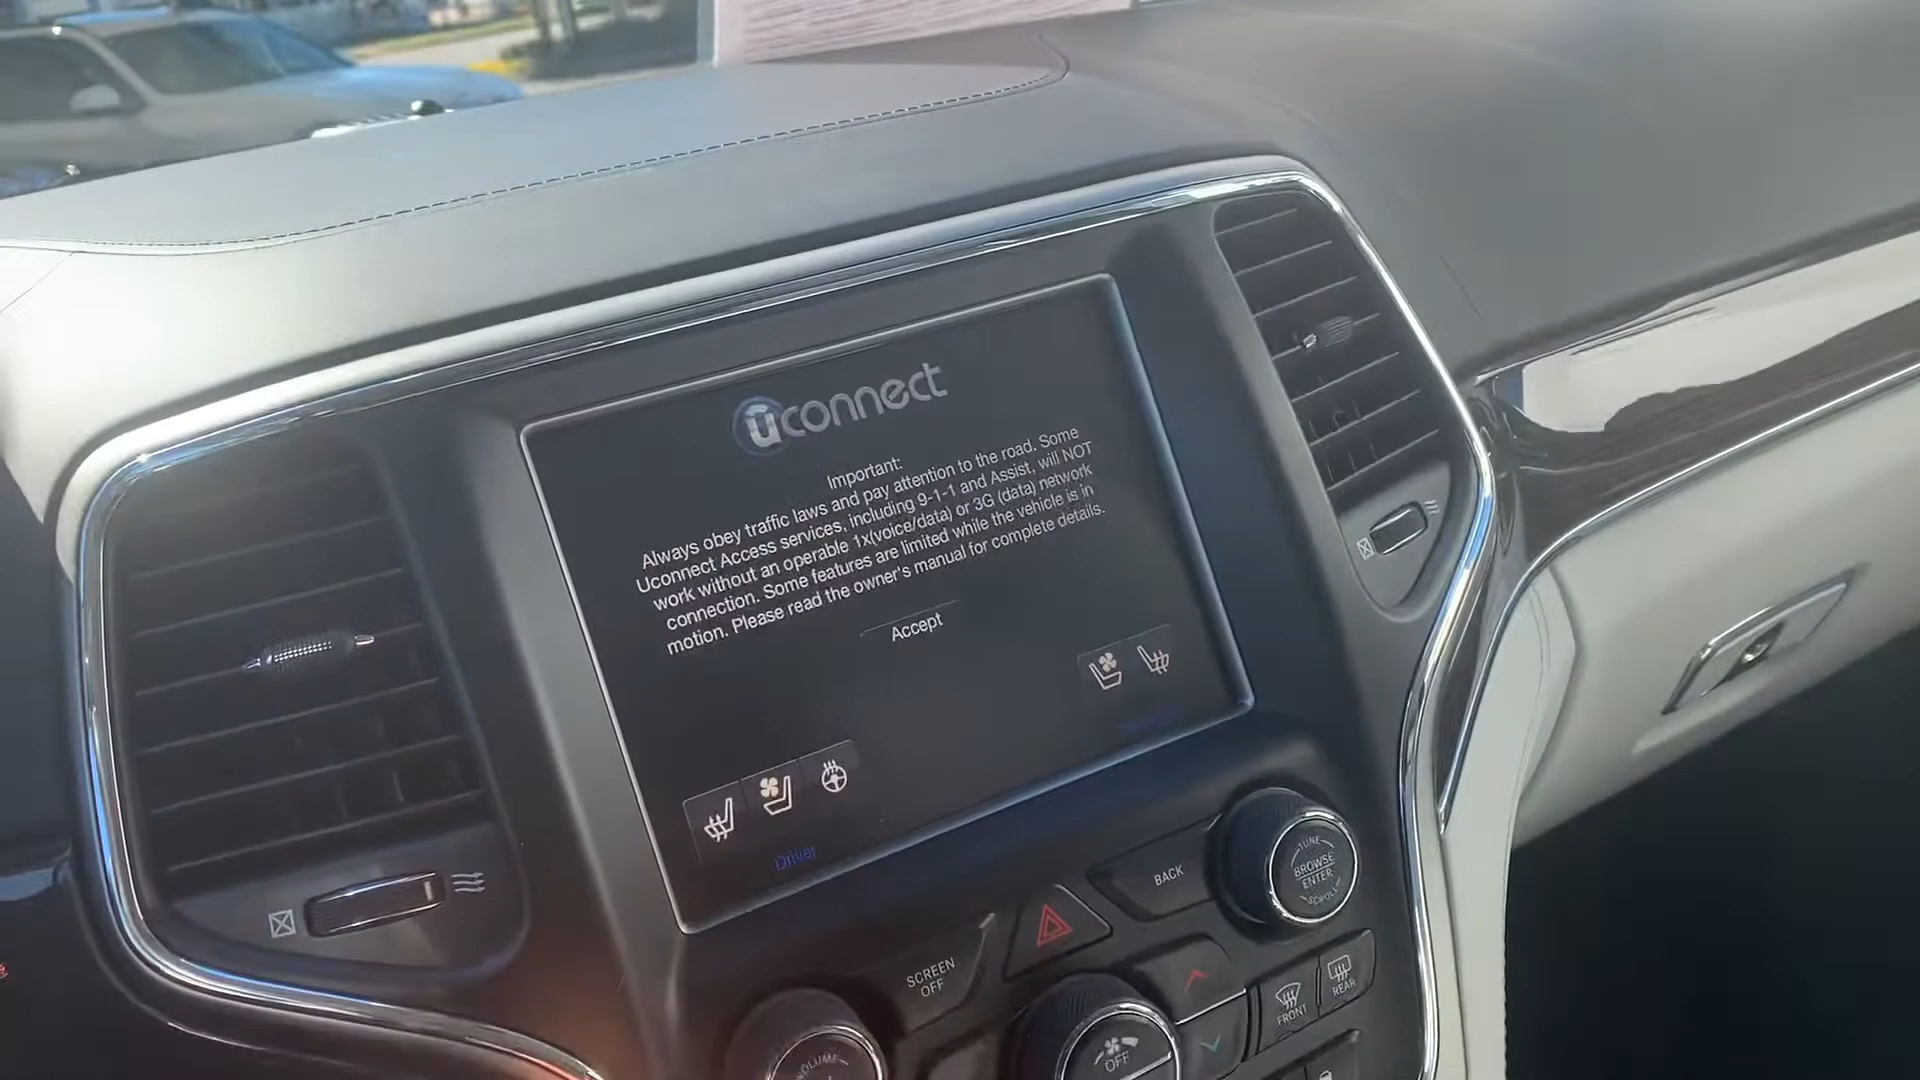 uconnect
Important:
Always obey traffic laws and pay attention to the road. Some
Uconnect Access services, including 9-1-1 and Assist, will NOT
work without an operable 1x(voice/data) or 3G (data) network
connection. Some features are limited while the vehicle is in
motion. Please read the owner's manual for complete details.
Accept
Driver
BACK
TUNE
BROWSE
ENTER
SCROLL
SCREEN
OFF
FRONT
REAR
VOLUME
OFF